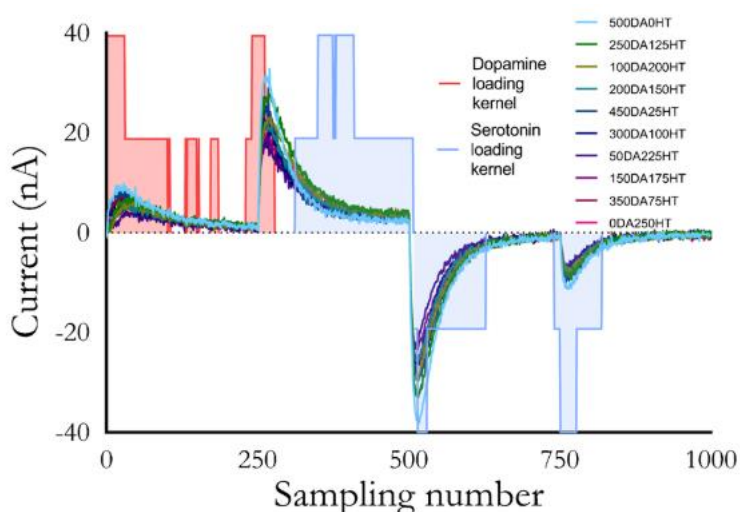 40
20
0
-20
-40
Current (nA)
0
250
500
750
1000
Sampling number
Dopamine
loading
kernel
Serotonin
loading
kernel
500DA0HT
250DA125HT
100DA200HT
200DA150HT
450DA25HT
300DA100HT
50DA225HT
150DA175HT
350DA75HT
0DA250HT